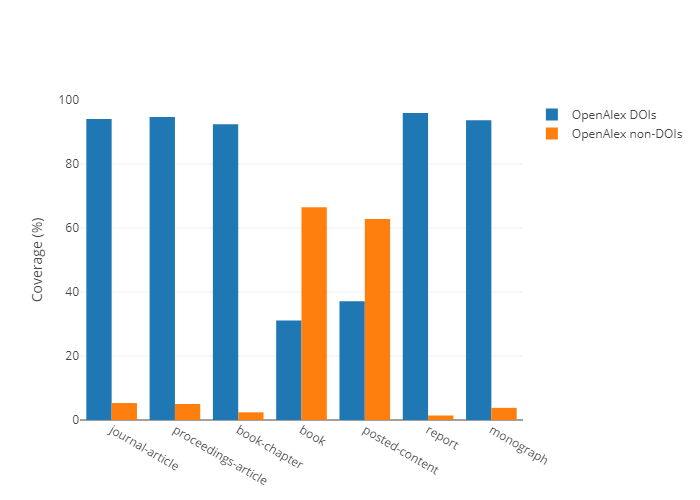 100
80
60
40
20
0
Coverage (%)
journal-article
proceedings-article
book-chapter
book
posted-content
report
monograph
OpenAlex DOIs
OpenAlex non-DOIs